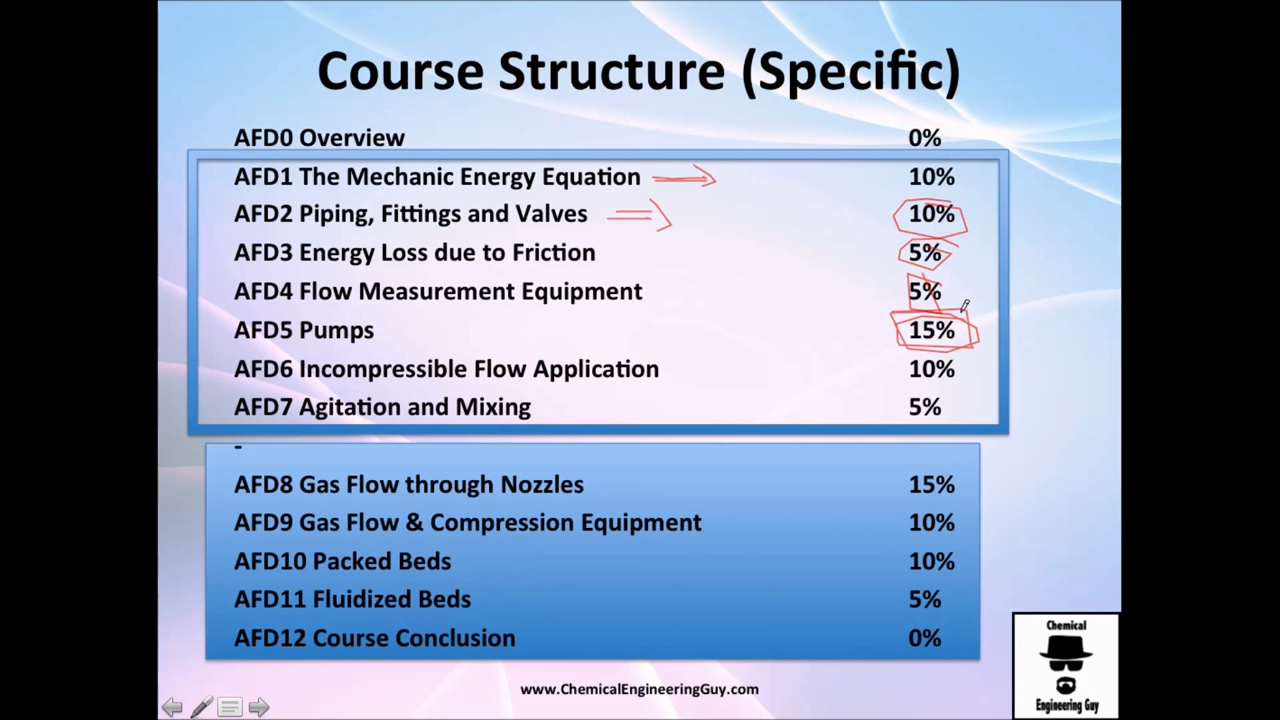 Course Structure (Specific)
AFD0 Overview 0%
AFD1 The Mechanic Energy Equation 10%
AFD2 Piping, Fittings and Valves 10%
AFD3 Energy Loss due to Friction 5%
AFD4 Flow Measurement Equipment 5%
AFD5 Pumps 15%
AFD6 Incompressible Flow Application 10%
AFD7 Agitation and Mixing 5%
-
AFD8 Gas Flow through Nozzles 15%
AFD9 Gas Flow & Compression Equipment 10%
AFD10 Packed Beds 10%
AFD11 Fluidized Beds 5%
AFD12 Course Conclusion 0%
Chemical
Engineering Guy
www.ChemicalEngineeringGuy.com